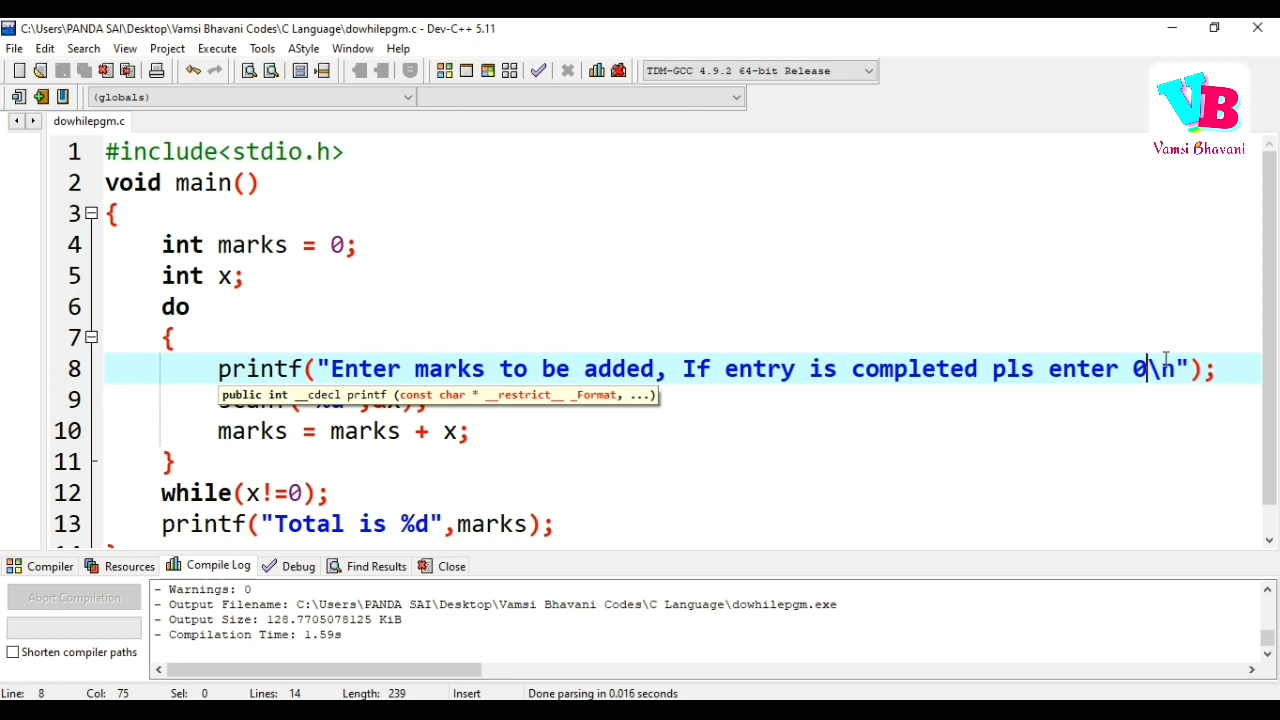 C:\Users\PANDA SAI\Desktop\Vamsi Bhavani Codes\C Language\dowhilepgm.c - Dev-C++ 5.11
File Edit Search View Project Execute Tools AStyle Window Help
TDM-GCC 4.9.2 64-bit Release
(globals)
VB
Vamsi Bhavani
dowhilepgm.c
1 #include<stdio.h>
2 void main()
3 {
4 int marks = 0;
5 int x;
6 do
7 {
8 printf("Enter marks to be added, If entry is completed pls enter 0\n");
public int __cdecl printf (const char * __restrict__ _Format, ...)
9
10 marks = marks + x;
11 }
12 while(x!=0);
13 printf("Total is %d",marks);
Compiler Resources Compile Log Debug Find Results Close
Abort Compilation
Shorten compiler paths
- Warnings: 0
- Output Filename: C:\Users\PANDA SAI\Desktop\Vamsi Bhavani Codes\C Language\dowhilepgm.exe
- Output Size: 128.7705078125 KiB
- Compilation Time: 1.59s
Line: 8 Col: 75 Sel: 0 Lines: 14 Length: 239 Insert Done parsing in 0.016 seconds